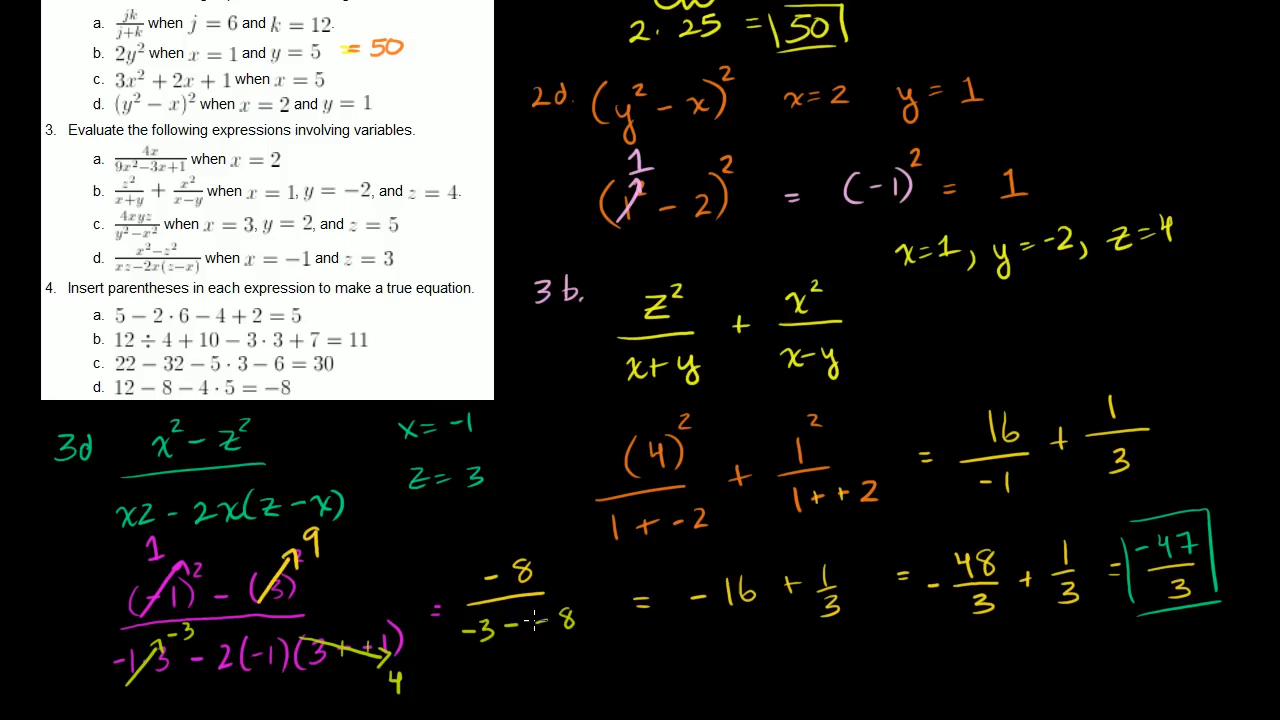 a. jk/j+k when j = 6 and k = 12.
b. 2y² when x = 1 and y = 5 = 50
c. 3x² + 2x + 1 when x = 5
d. (y² − x)² when x = 2 and y = 1
3. Evaluate the following expressions involving variables.
a. 4x/9x²−3x+1 when x = 2
b. z²/x+y + x²/x−y when x = 1, y = −2, and z = 4.
c. 4xyz/y²−x² when x = 3, y = 2, and z = 5
d. x²−z²/xz−2x(z−x) when x = −1 and z = 3
4. Insert parentheses in each expression to make a true equation.
a. 5 − 2 · 6 − 4 + 2 = 5
b. 12 ÷ 4 + 10 − 3 · 3 + 7 = 11
c. 22 − 32 − 5 · 3 − 6 = 30
d. 12 − 8 − 4 · 5 = −8
2 · 25 = 50
2d. (y² − x)² x=2 y = 1
1
(1² − 2)² = (−1)² = 1
x=1, y=−2, z=4
3b. z²/x+y + x²/x−y
(4)²/1 + −2 + 1²/1 + +2 = 16/−1 + 1/3
= −16 + 1/3 = −48/3 + 1/3 = −47/3
3d x² − z²/xz − 2x(z − x)
x = −1
z = 3
1 9
(−1)² − (3)²/−1 · 3 − 2(−1)(3 + +1) = −8/−3 − −8
−3
4